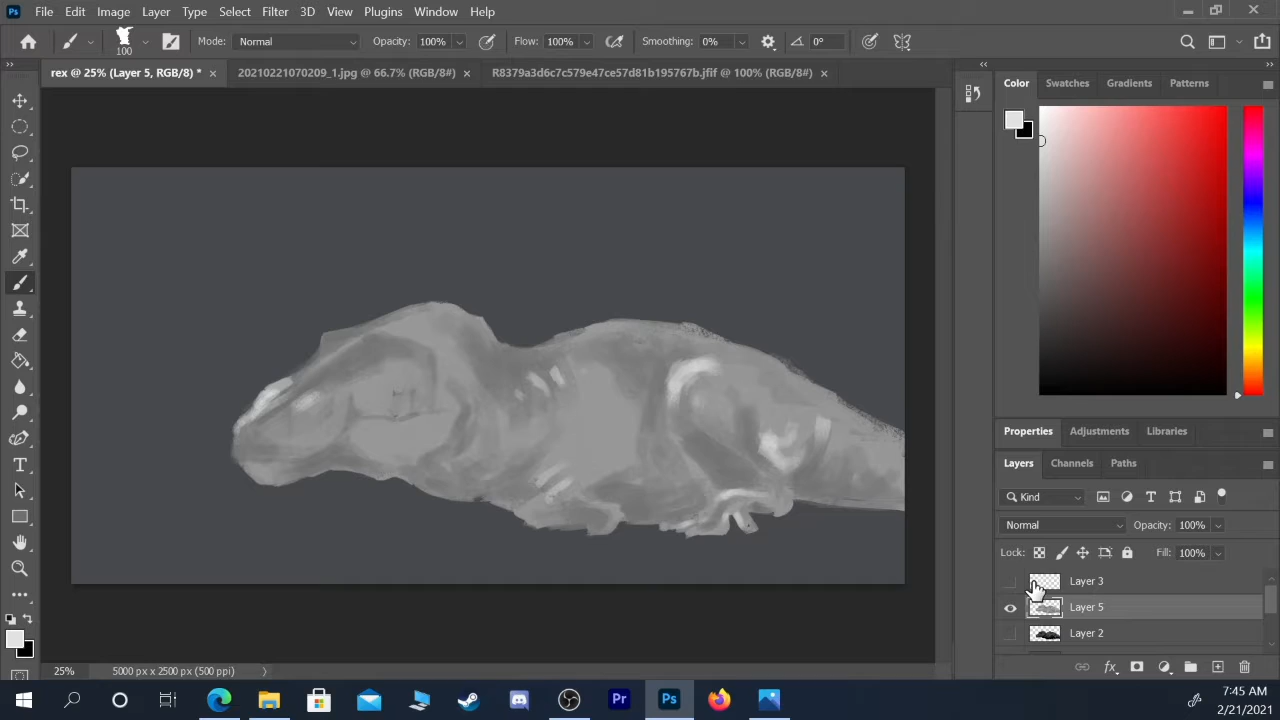 Ps File Edit Image Layer Type Select Filter 3D View Plugins Window Help
100 Mode: Normal Opacity: 100% Flow: 100% Smoothing: 0% 0°
rex @ 25% (Layer 5, RGB/8) * × 20210221070209_1.jpg @ 66.7% (RGB/8#) × R8379a3d6c7c579e47ce57d81b195767b.jfif @ 100% (RGB/8#) ×
Color Swatches Gradients Patterns
Properties Adjustments Libraries
Layers Channels Paths
Kind
Normal Opacity: 100%
Lock: Fill: 100%
Layer 3
Layer 5
Layer 2
fx
25% 5000 px x 2500 px (500 ppi)
Pr Ps
7:45 AM
2/21/2021